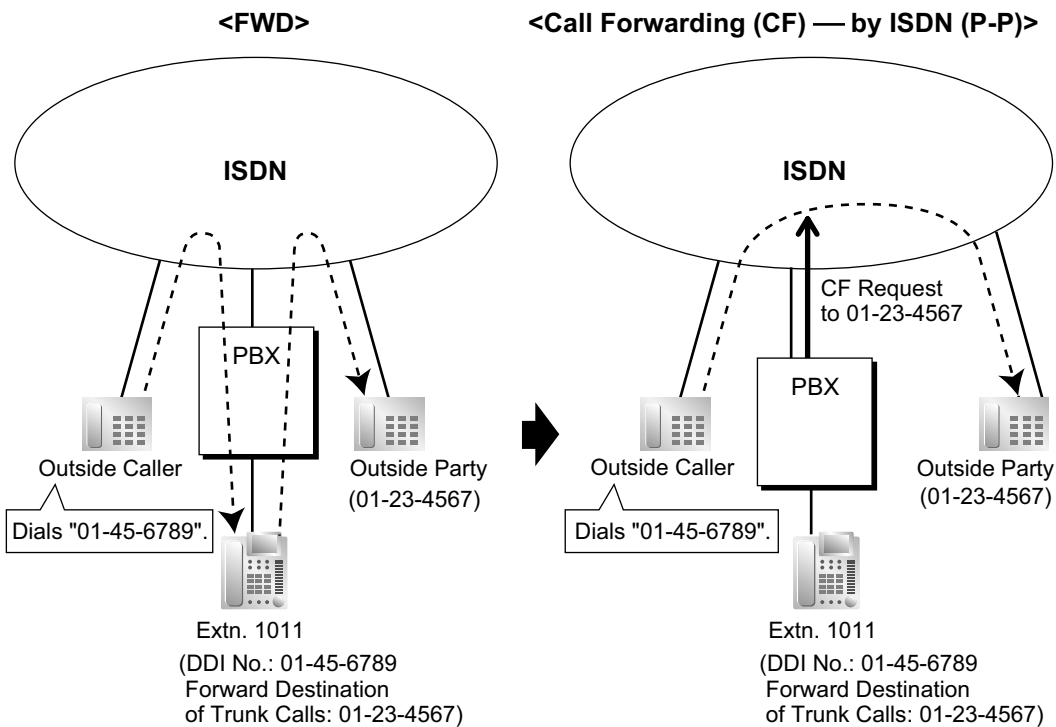 <FWD>
ISDN
PBX
Outside Caller
Outside Party
(01-23-4567)
Dials "01-45-6789".
Extn. 1011
(DDI No.: 01-45-6789
Forward Destination
of Trunk Calls: 01-23-4567)
<Call Forwarding (CF) — by ISDN (P-P)>
ISDN
CF Request
to 01-23-4567
PBX
Outside Caller
Outside Party
(01-23-4567)
Dials "01-45-6789".
Extn. 1011
(DDI No.: 01-45-6789
Forward Destination
of Trunk Calls: 01-23-4567)